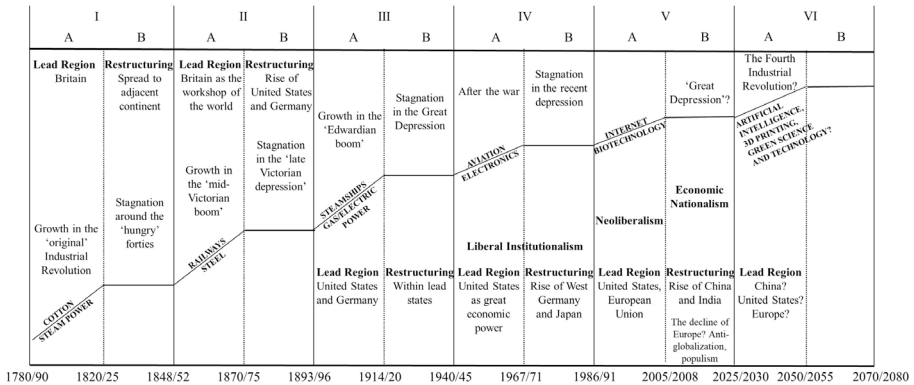 I II III IV V VI
A B A B A B A B A B A B
Lead Region
Britain
Growth in the
‘original’
Industrial
Revolution
COTTON
STEAM POWER
Restructuring
Spread to
adjacent
continent
Stagnation
around the
‘hungry’
forties
Lead Region
Britain as the
workshop of
the world
Growth in
the ‘mid-
Victorian
boom’
RAILWAYS
STEEL
Restructuring
Rise of
United States
and Germany
Stagnation
in the ‘late
Victorian
depression’
Growth in the
‘Edwardian
boom’
STEAMSHIPS
GAS/ELECTRIC
POWER
Lead Region
United States
and Germany
Stagnation
in the Great
Depression
Restructuring
Within lead
states
After the war
AVIATION
ELECTRONICS
Liberal Institutionalism
Lead Region
United States
as great
economic
power
Stagnation
in the recent
depression
Restructuring
Rise of West
Germany
and Japan
INTERNET
BIOTECHNOLOGY
Neoliberalism
Lead Region
United States,
European
Union
‘Great
Depression’?
Economic
Nationalism
Restructuring
Rise of China
and India
The decline of
Europe? Anti-
globalization,
populism
The Fourth
Industrial
Revolution?
ARTIFICIAL
INTELLIGENCE,
3D PRINTING,
GREEN SCIENCE
AND TECHNOLOGY?
Lead Region
China?
United States?
Europe?
1780/90 1820/25 1848/52 1870/75 1893/96 1914/20 1940/45 1967/71 1986/91 2005/008 2025/2030 2050/2055 2070/2080